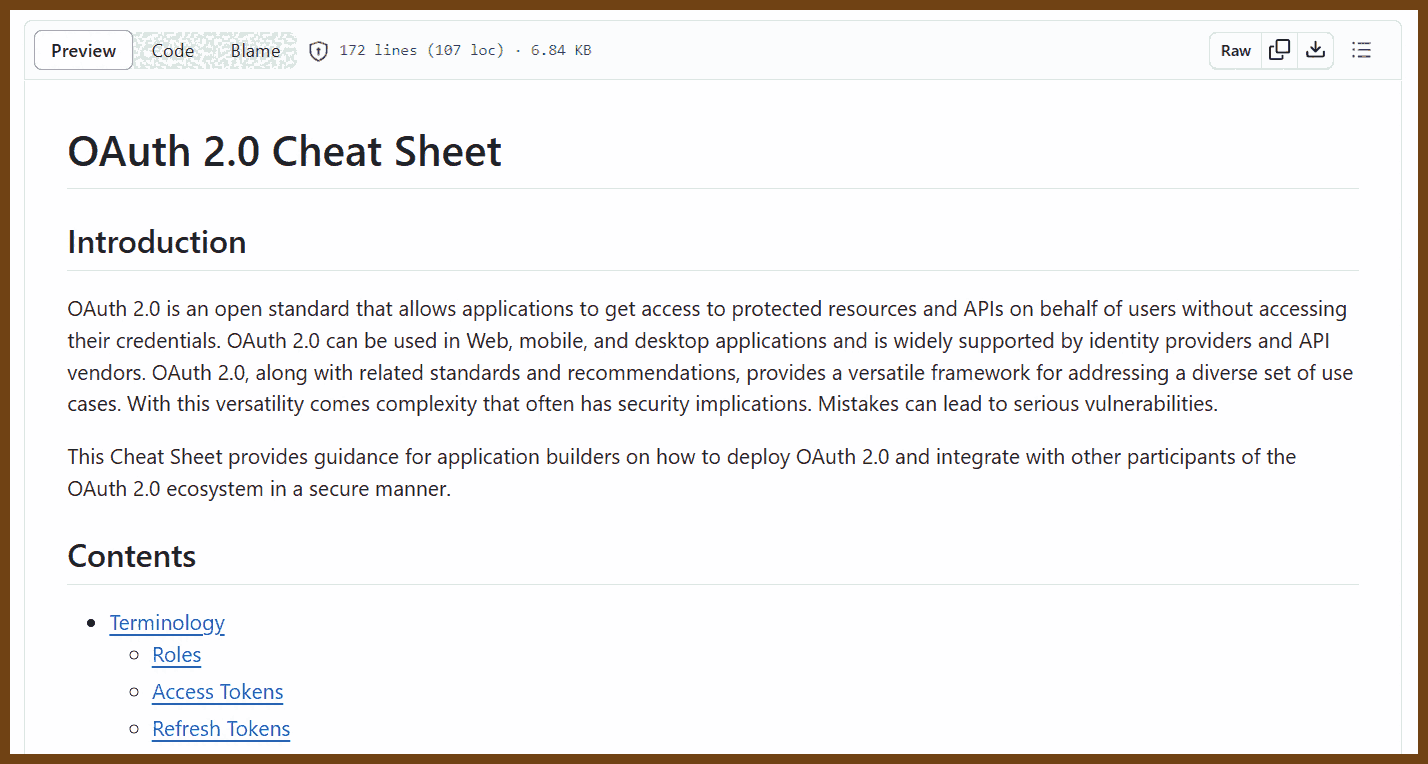 Preview Code Blame 172 lines (107 loc) · 6.84 KB Raw
OAuth 2.0 Cheat Sheet
Introduction
OAuth 2.0 is an open standard that allows applications to get access to protected resources and APIs on behalf of users without accessing
their credentials. OAuth 2.0 can be used in Web, mobile, and desktop applications and is widely supported by identity providers and API
vendors. OAuth 2.0, along with related standards and recommendations, provides a versatile framework for addressing a diverse set of use
cases. With this versatility comes complexity that often has security implications. Mistakes can lead to serious vulnerabilities.
This Cheat Sheet provides guidance for application builders on how to deploy OAuth 2.0 and integrate with other participants of the
OAuth 2.0 ecosystem in a secure manner.
Contents
Terminology
Roles
Access Tokens
Refresh Tokens